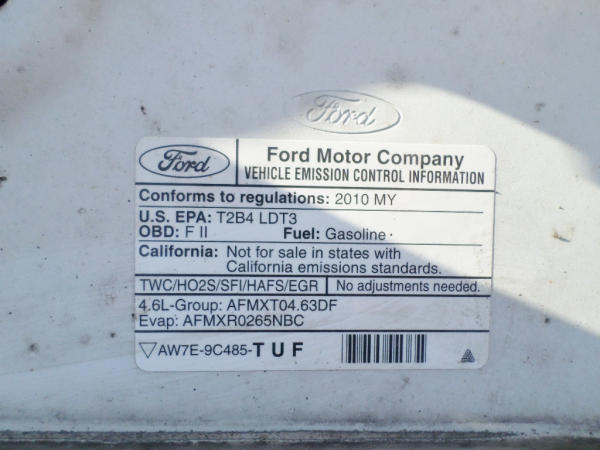 Ford
Ford
Ford Motor Company
VEHICLE EMISSION CONTROL INFORMATION
Conforms to regulations: 2010 MY
U.S. EPA: T2B4 LDT3
OBD: F II Fuel: Gasoline
California: Not for sale in states with
California emissions standards.
TWC/HO2S/SFI/HAFS/EGR No adjustments needed.
4.6L-Group: AFMXT04.63DF
Evap: AFMXR0265NBC
AW7E-9C485-TUF